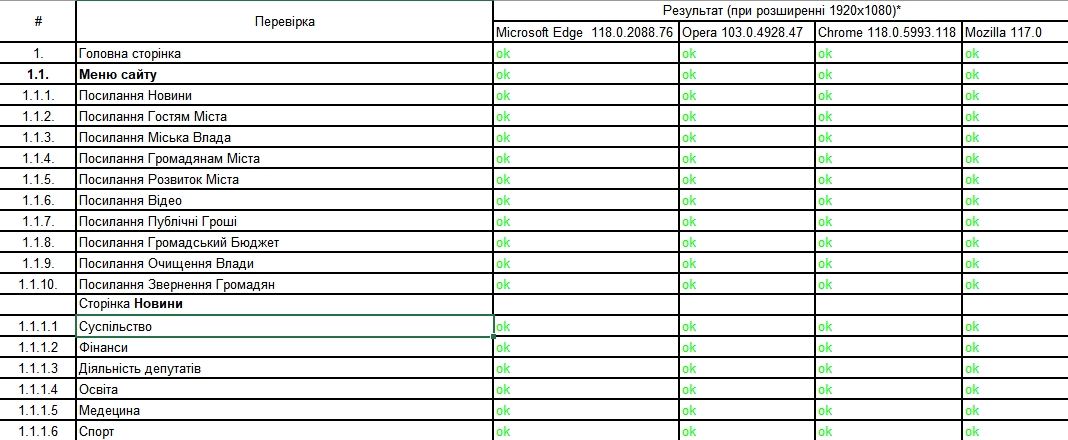 # Перевірка Результат (при розширенні 1920x1080)*
Microsoft Edge 118.0.2088.76 Opera 103.0.4928.47 Chrome 118.0.5993.118 Mozilla 117.0
1. Головна сторінка ok ok ok ok
1.1. Меню сайту ok ok ok ok
1.1.1. Посилання Новини ok ok ok ok
1.1.2. Посилання Гостям Міста ok ok ok ok
1.1.3. Посилання Міська Влада ok ok ok ok
1.1.4. Посилання Громадянам Міста ok ok ok ok
1.1.5. Посилання Розвиток Міста ok ok ok ok
1.1.6. Посилання Відео ok ok ok ok
1.1.7. Посилання Публічні Гроші ok ok ok ok
1.1.8. Посилання Громадський Бюджет ok ok ok ok
1.1.9. Посилання Очищення Влади ok ok ok ok
1.1.10. Посилання Звернення Громадян ok ok ok ok
Сторінка Новини
1.1.1.1 Суспільство ok ok ok ok
1.1.1.2 Фінанси ok ok ok ok
1.1.1.3 Діяльність депутатів ok ok ok ok
1.1.1.4 Освіта ok ok ok ok
1.1.1.5 Медецина ok ok ok ok
1.1.1.6 Спорт ok ok ok ok